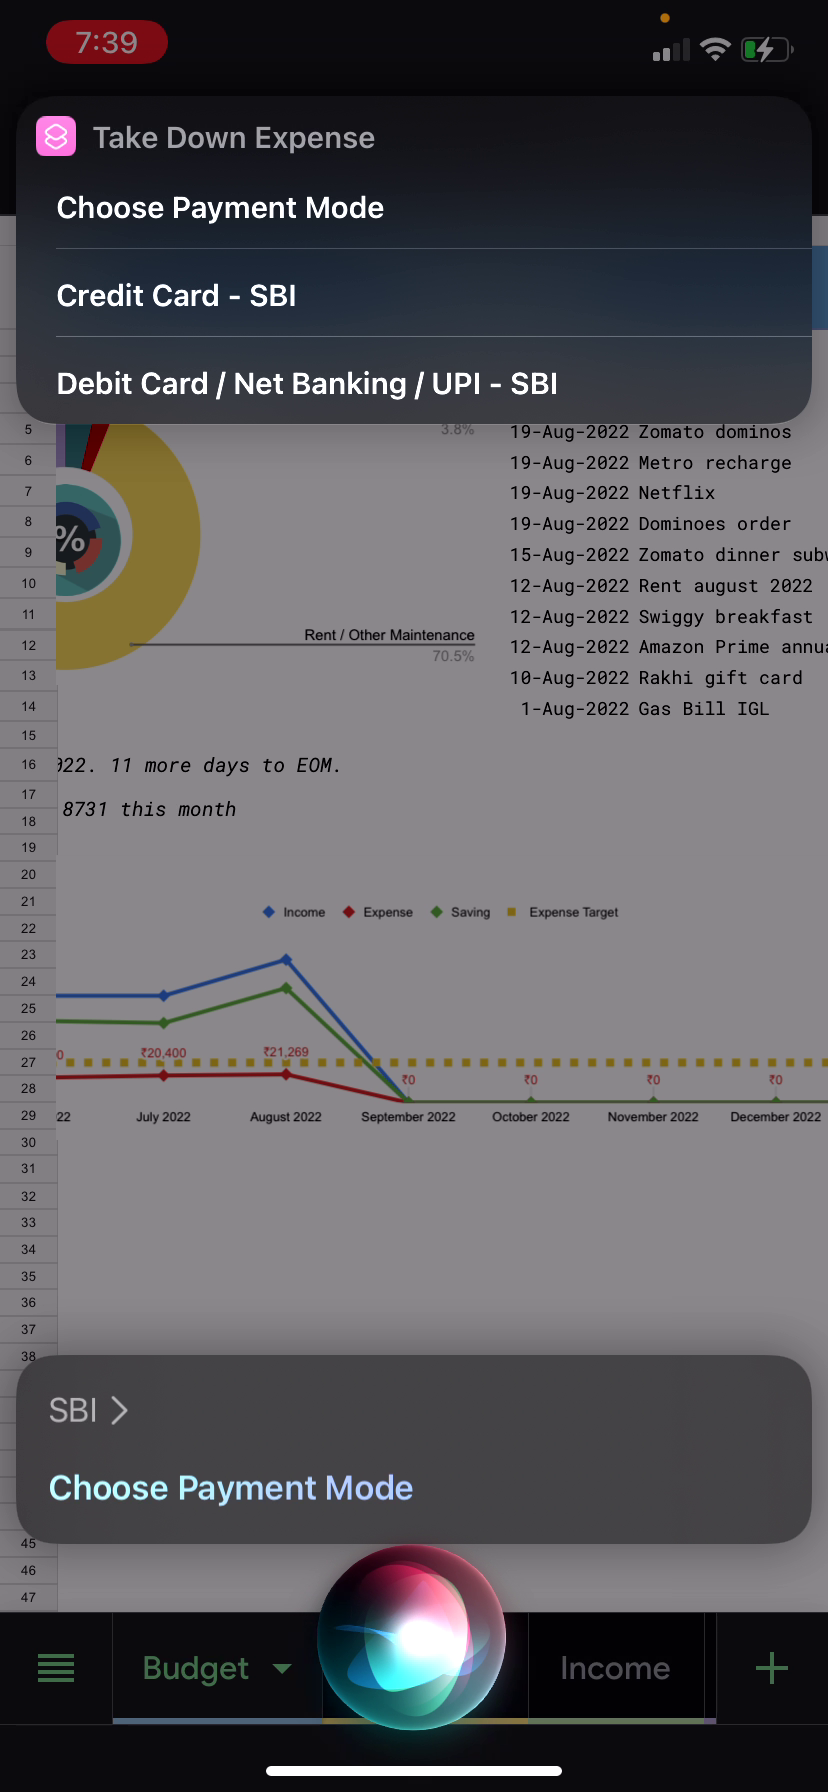 7:39
Take Down Expense
Choose Payment Mode
Credit Card - SBI
Debit Card / Net Banking / UPI - SBI
3.8%
5
6
7
8
9
10
11
12
13
14
15
16
17
18
19
20
21
22
23
24
25
26
27
28
29
30
31
32
33
34
35
36
37
38
45
46
47
%
Rent / Other Maintenance
70.5%
19-Aug-2022 Zomato dominos
19-Aug-2022 Metro recharge
19-Aug-2022 Netflix
19-Aug-2022 Dominoes order
15-Aug-2022 Zomato dinner subw
12-Aug-2022 Rent august 2022
12-Aug-2022 Swiggy breakfast
12-Aug-2022 Amazon Prime annua
10-Aug-2022 Rakhi gift card
1-Aug-2022 Gas Bill IGL
022. 11 more days to EOM.
8731 this month
Income Expense Saving Expense Target
0 ₹20,400 ₹21,269
₹0 ₹0 ₹0 ₹0
22 July 2022 August 2022 September 2022 October 2022 November 2022 December 2022
SBI >
Choose Payment Mode
Budget Income +